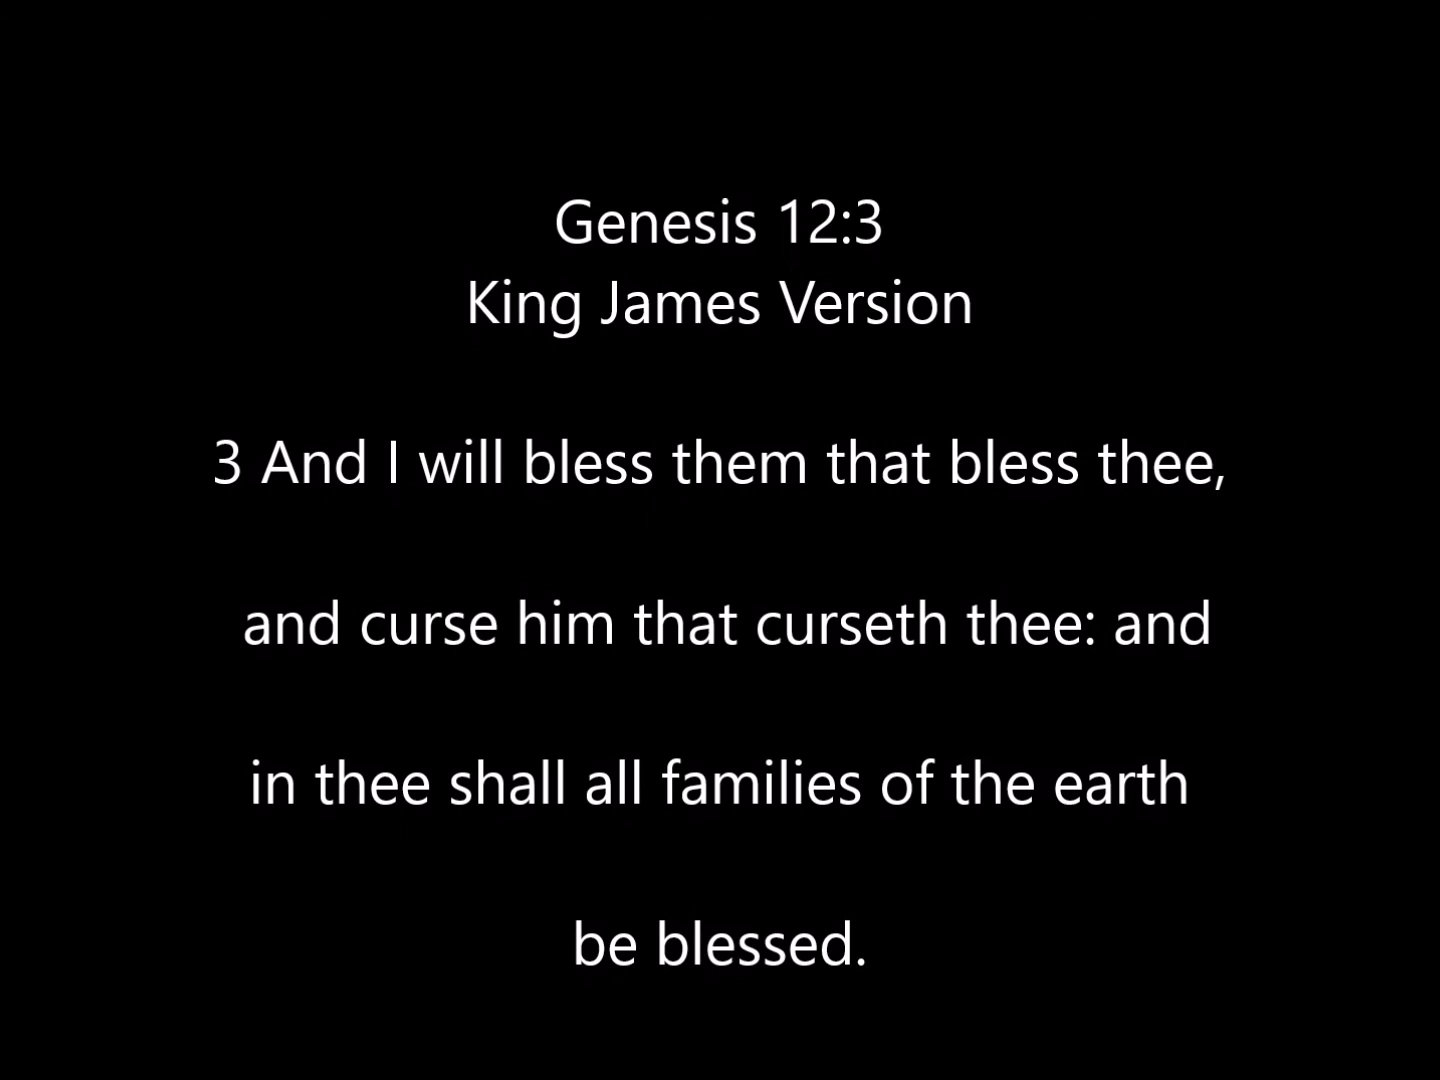 Genesis 12:3
King James Version
3 And I will bless them that bless thee,
and curse him that curseth thee: and
in thee shall all families of the earth
be blessed.